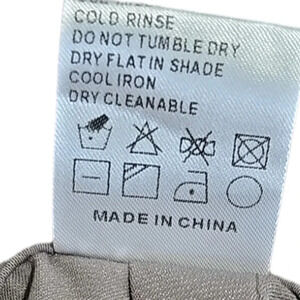 COLD RINSE
DO NOT TUMBLE DRY
DRY FLAT IN SHADE
COOL IRON
DRY CLEANABLE
MADE IN CHINA